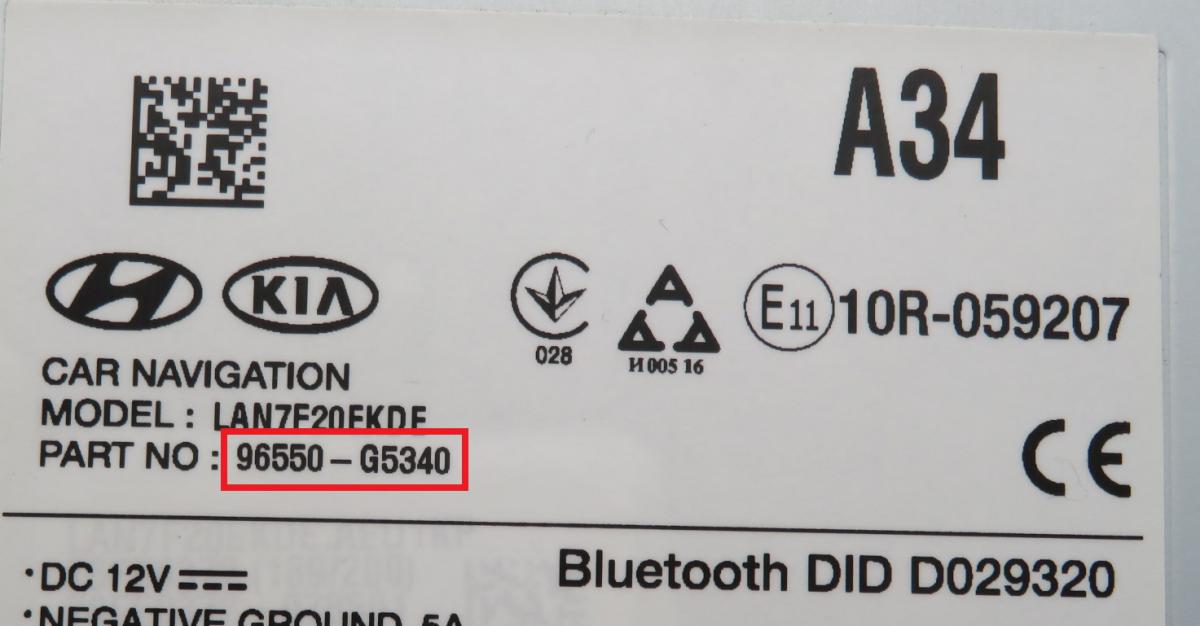 A34
KIA
028
И 005 16
E11 10R-059207
CAR NAVIGATION
MODEL : LAN7F20EKDE
PART NO : 96550 – G5340
Bluetooth DID D029320
·DC 12V
·NEGATIVE GROUND 5A